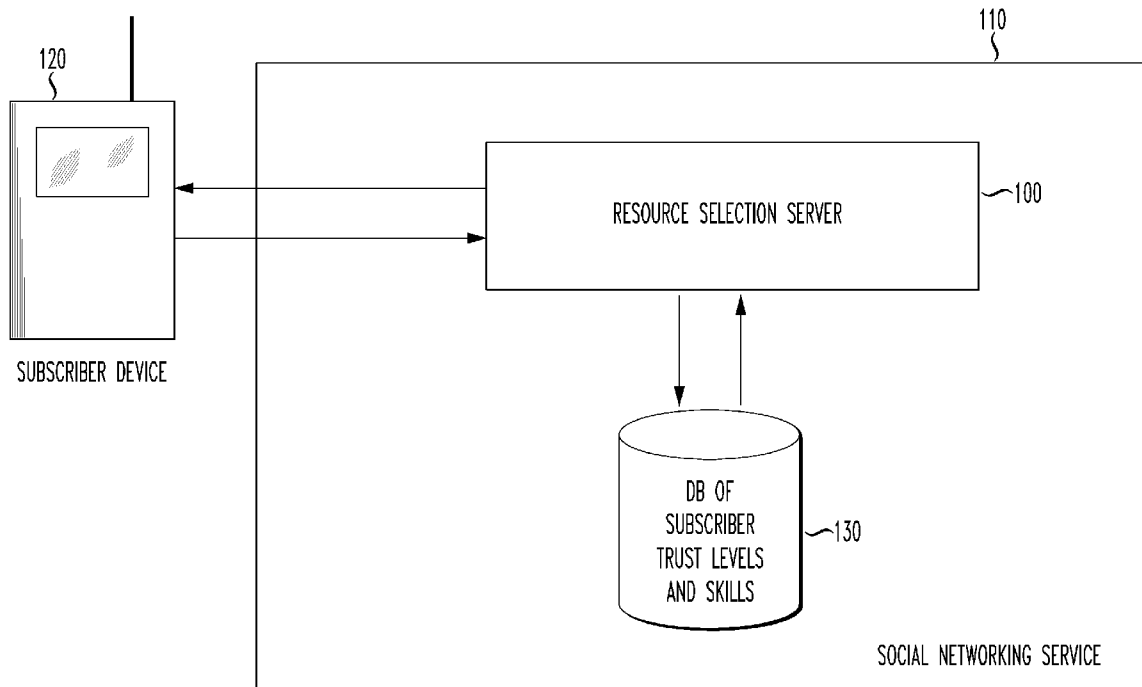 110
120
RESOURCE SELECTION SERVER
100
SUBSCRIBER DEVICE
DB OF
SUBSCRIBER
TRUST LEVELS
AND SKILLS
130
SOCIAL NETWORKING SERVICE